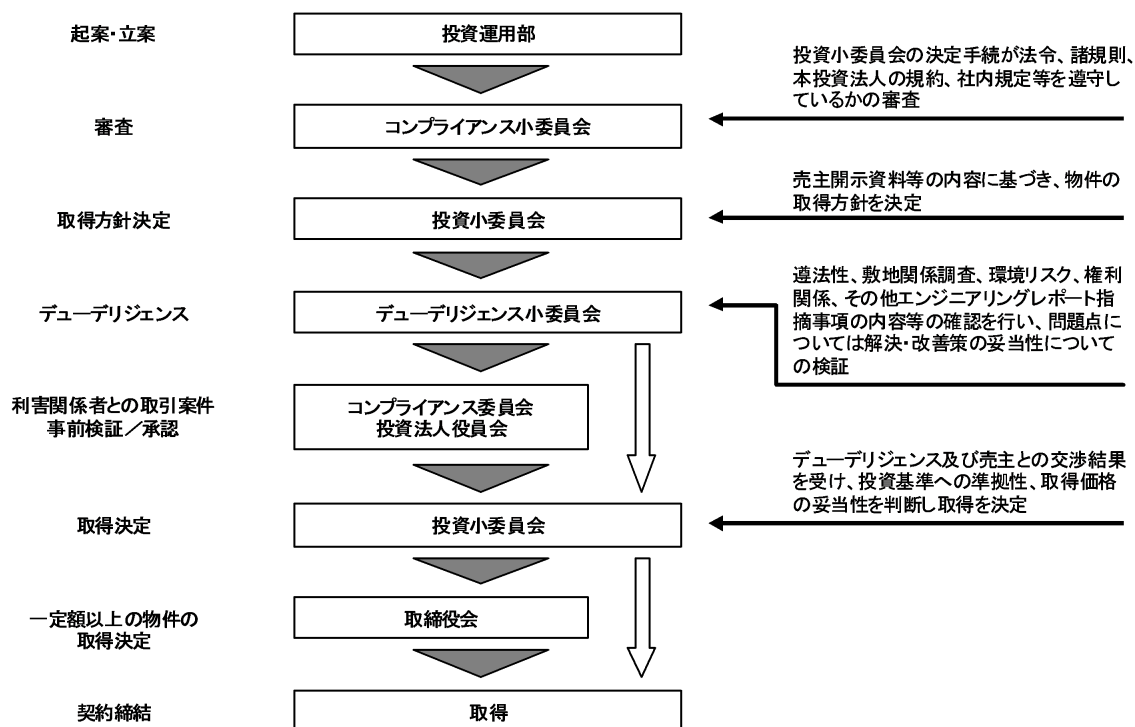 起案・立案
投資運用部
投資小委員会の決定手続が法令、諸規則、
本投資法人の規約、社内規定等を遵守し
ているかの審査
審査
コンプライアンス小委員会
売主開示資料等の内容に基づき、物件の
取得方針を決定
取得方針決定
投資小委員会
遵法性、敷地関係調査、環境リスク、権利
関係、その他エンジニアリングレポート指
摘事項の内容等の確認を行い、問題点に
ついては解決・改善策の妥当性について
の検証
デューデリジェンス
デューデリジェンス小委員会
利害関係者との取引案件
事前検証／承認
コンプライアンス委員会
投資法人役員会
デューデリジェンス及び売主との交渉結果
を受け、投資基準への準拠性、取得価格
の妥当性を判断し取得を決定
取得決定
投資小委員会
一定額以上の物件の
取得決定
取締役会
契約締結
取得